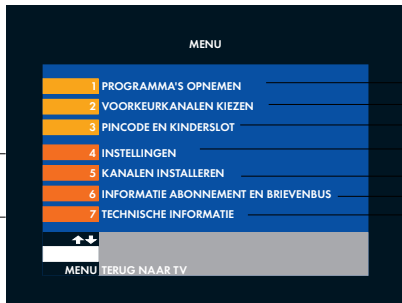 MENU
1 PROGRAMMA'S OPNEMEN
2 VOORKEURKANALEN KIEZEN
3 PINCODE EN KINDERSLOT
4 INSTELLINGEN
5 KANALEN INSTALLEREN
6 INFORMATIE ABONNEMENT EN BRIEVENBUS
7 TECHNISCHE INFORMATIE
MENU TERUG NAAR TV